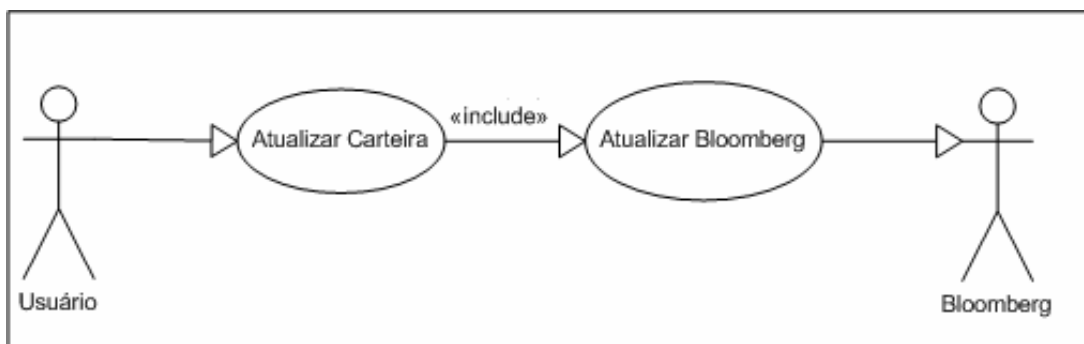 Atualizar Carteira
«include»
Atualizar Bloomberg
Usuário
Bloomberg